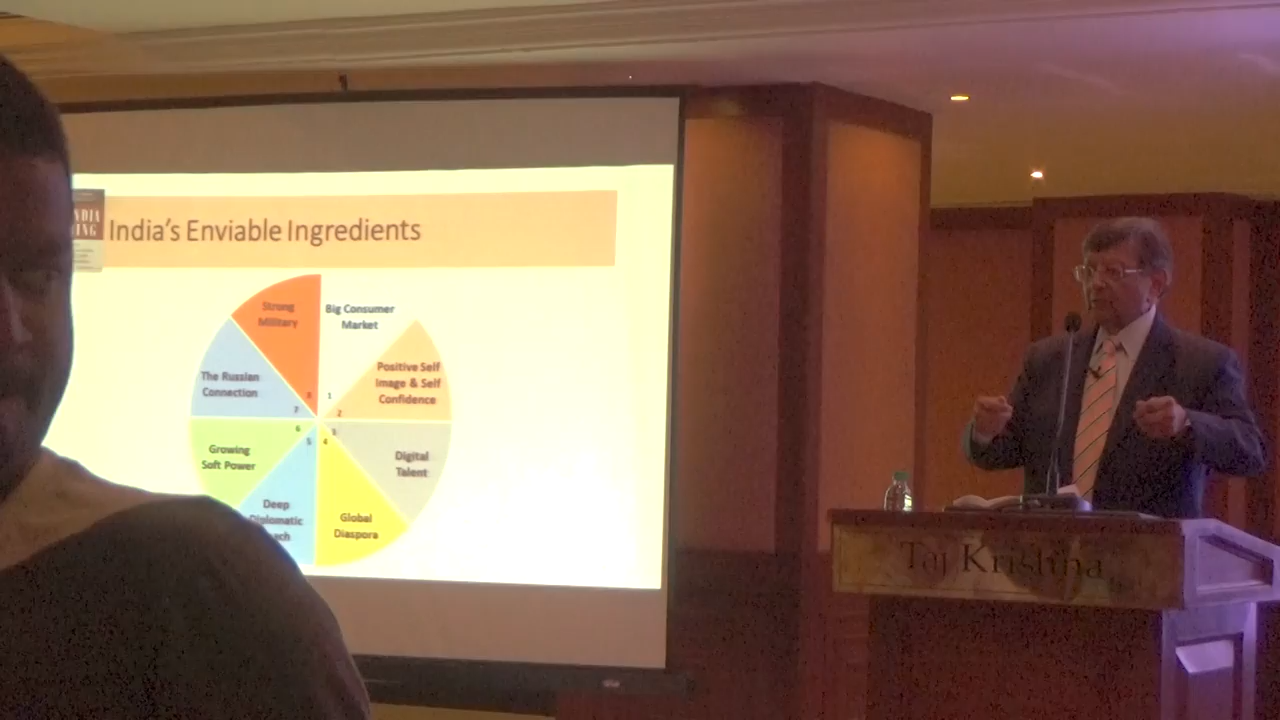 INDIA
ING
India's Enviable Ingredients
Strong
Military
8
Big Consumer
Market
1
Positive Self
Image & Self
Confidence
2
Digital
Talent
3
Global
Diaspora
4
Deep
Diplomatic
ach
5
Growing
Soft Power
6
The Russian
Connection
7
Taj Krishna